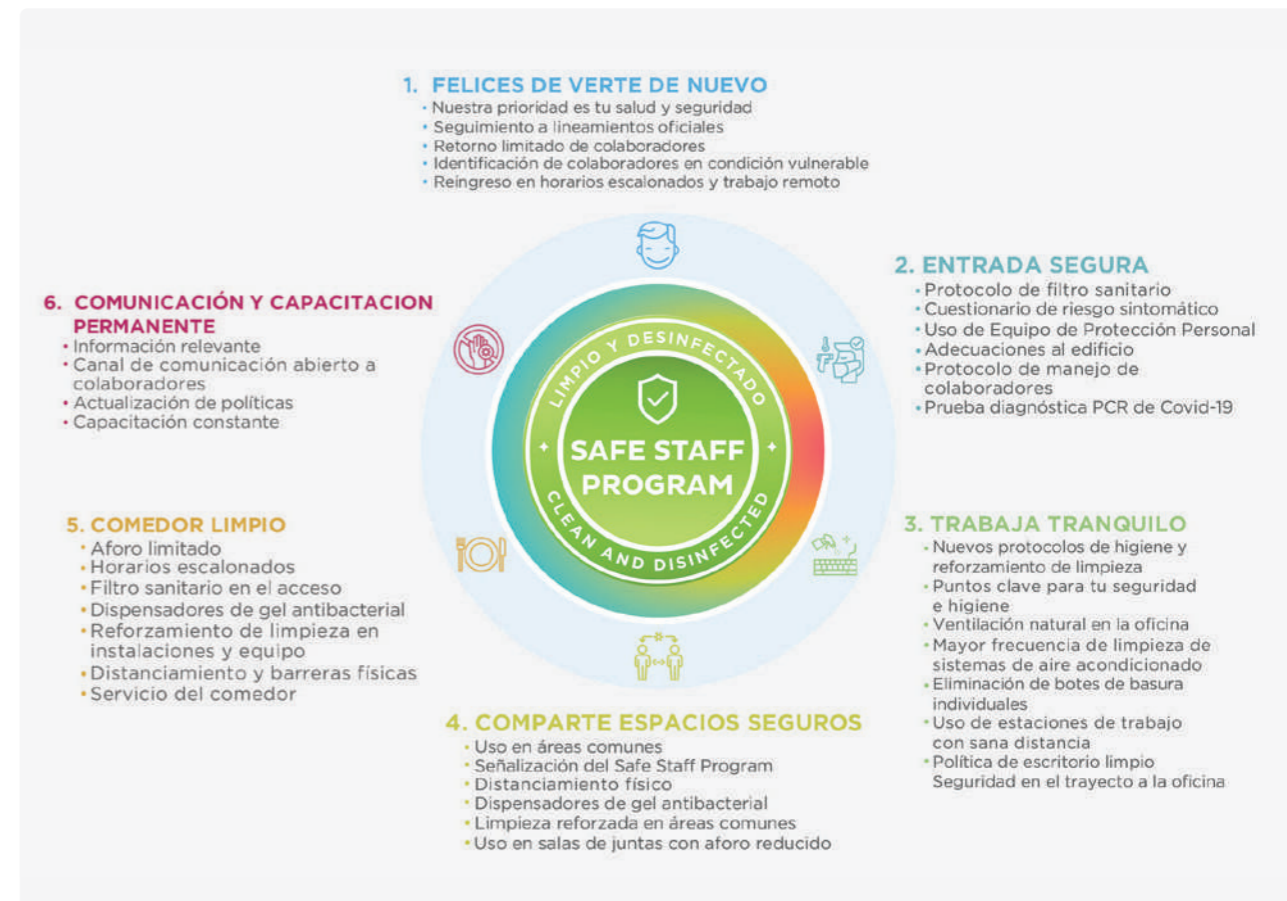 1. FELICES DE VERTE DE NUEVO
• Nuestra prioridad es tu salud y seguridad
• Seguimiento a lineamientos oficiales
• Retorno limitado de colaboradores
• Identificación de colaboradores en condición vulnerable
• Reingreso en horarios escalonados y trabajo remoto
2. ENTRADA SEGURA
• Protocolo de filtro sanitario
• Cuestionario de riesgo sintomático
• Uso de Equipo de Protección Personal
• Adecuaciones al edificio
• Protocolo de manejo de
colaboradores
• Prueba diagnóstica PCR de Covid-19
3. TRABAJA TRANQUILO
• Nuevos protocolos de higiene y
reforzamiento de limpieza
• Puntos clave para tu seguridad
e higiene
• Ventilación natural en la oficina
• Mayor frecuencia de limpieza de
sistemas de aire acondicionado
• Eliminación de botes de basura
individuales
• Uso de estaciones de trabajo
con sana distancia
• Política de escritorio limpio
Seguridad en el trayecto a la oficina
4. COMPARTE ESPACIOS SEGUROS
• Uso en áreas comunes
• Señalización del Safe Staff Program
• Distanciamiento físico
• Dispensadores de gel antibacterial
• Limpieza reforzada en áreas comunes
• Uso en salas de juntas con aforo reducido
5. COMEDOR LIMPIO
• Aforo limitado
• Horarios escalonados
• Filtro sanitario en el acceso
• Dispensadores de gel antibacterial
• Reforzamiento de limpieza en
instalaciones y equipo
• Distanciamiento y barreras físicas
• Servicio del comedor
6. COMUNICACIÓN Y CAPACITACION
PERMANENTE
• Información relevante
• Canal de comunicación abierto a
colaboradores
• Actualización de políticas
• Capacitación constante
LIMPIO Y DESINFECTADO
SAFE STAFF
PROGRAM
CLEAN AND DISINFECTED